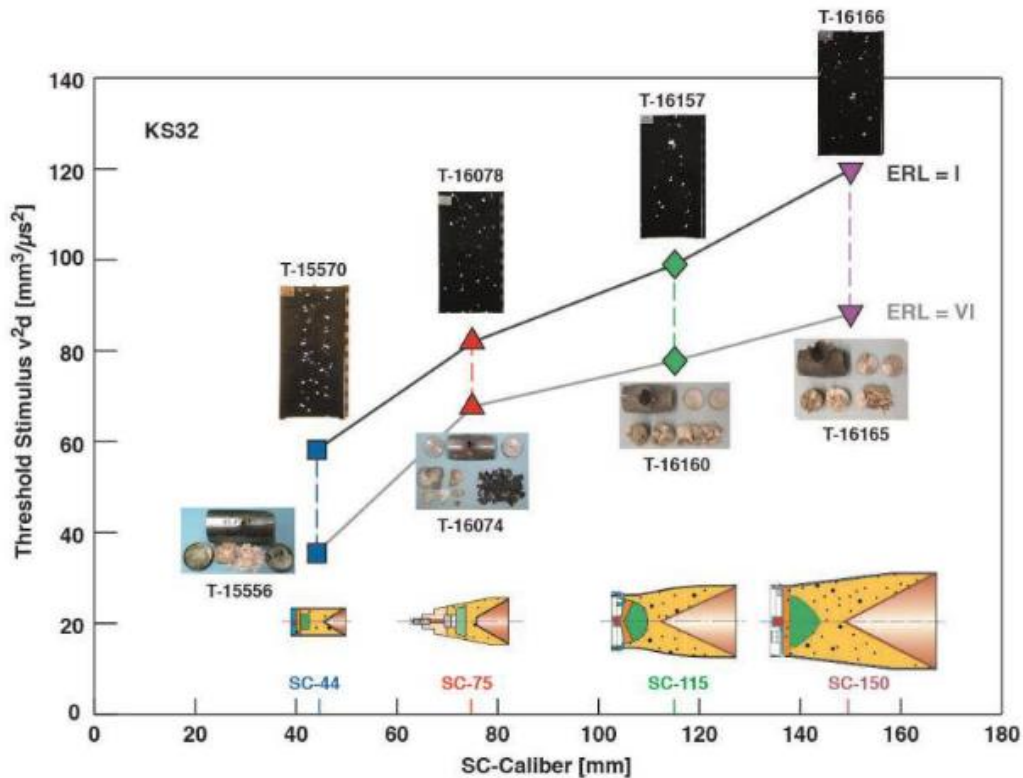 T-16166
140
T-16157
KS32
120
T-16078
ERL = I
T-15570
100
ERL = VI
80
Threshold Stimulus v²d [mm³/µs²]
60
T-16165
T-16160
T-16074
40
T-15556
20
SC-44
SC-75
SC-115
SC-150
0
0
20
40
60
80
100
120
140
160
180
SC-Caliber [mm]